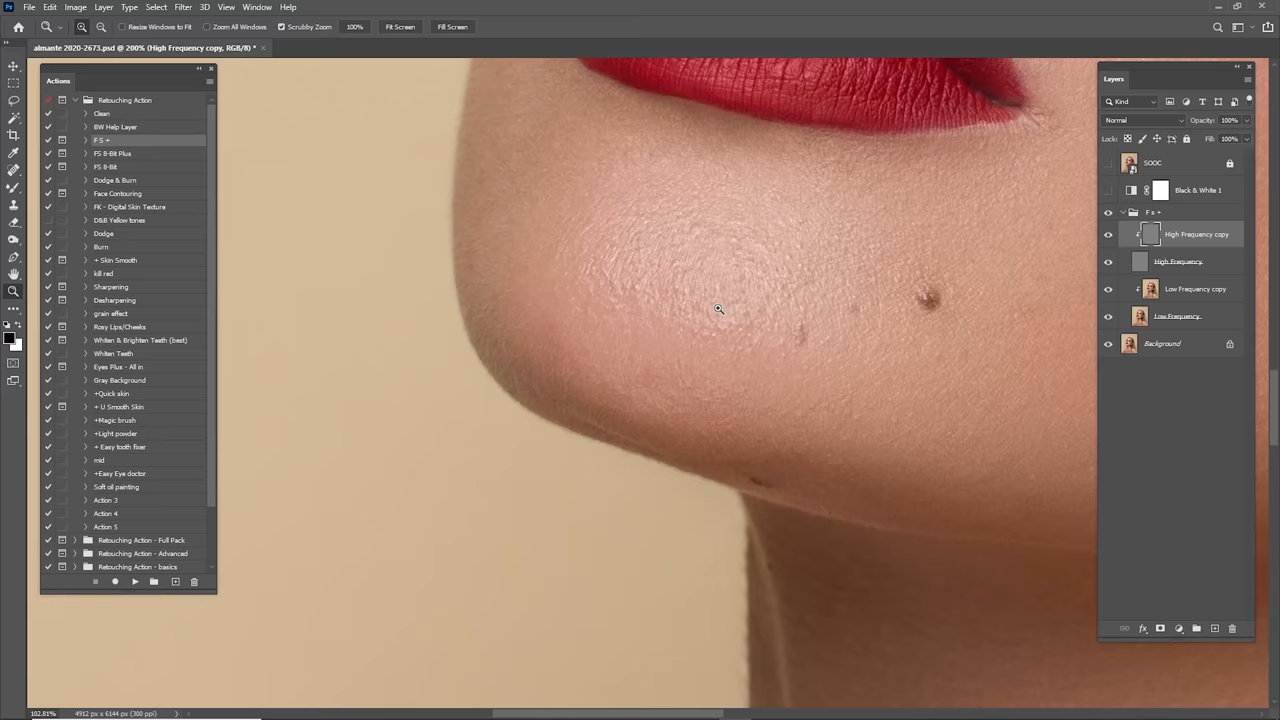 Ps File Edit Image Layer Type Select Filter 3D View Window Help
Resize Windows to Fit Zoom All Windows Scrubby Zoom 100% Fit Screen Fill Screen
almante 2020-2673.psd @ 200% (High Frequency copy, RGB/8) *
Actions
Retouching Action
Clean
BW Help Layer
F S +
FS 8-Bit Plus
FS 8-Bit
Dodge & Burn
Face Contouring
FK - Digital Skin Texture
D&B Yellow tones
Dodge
Burn
+ Skin Smooth
kill red
Sharpening
Desharpening
grain effect
Rosy Lips/Cheeks
Whiten & Brighten Teeth (best)
Whiten Teeth
Eyes Plus - All in
Gray Background
+Quick skin
+ U Smooth Skin
+Magic brush
+Light powder
+ Easy tooth fixer
mid
+Easy Eye doctor
Soft oil painting
Action 3
Action 4
Action 5
Retouching Action - Full Pack
Retouching Action - Advanced
Retouching Action - basics
Layers
Kind
Normal Opacity: 100%
Lock: Fill: 100%
SOOC
Black & White 1
F s +
High Frequency copy
High Frequency
Low Frequency copy
Low Frequency
Background
102.81% 4912 px x 6144 px (300 ppi)